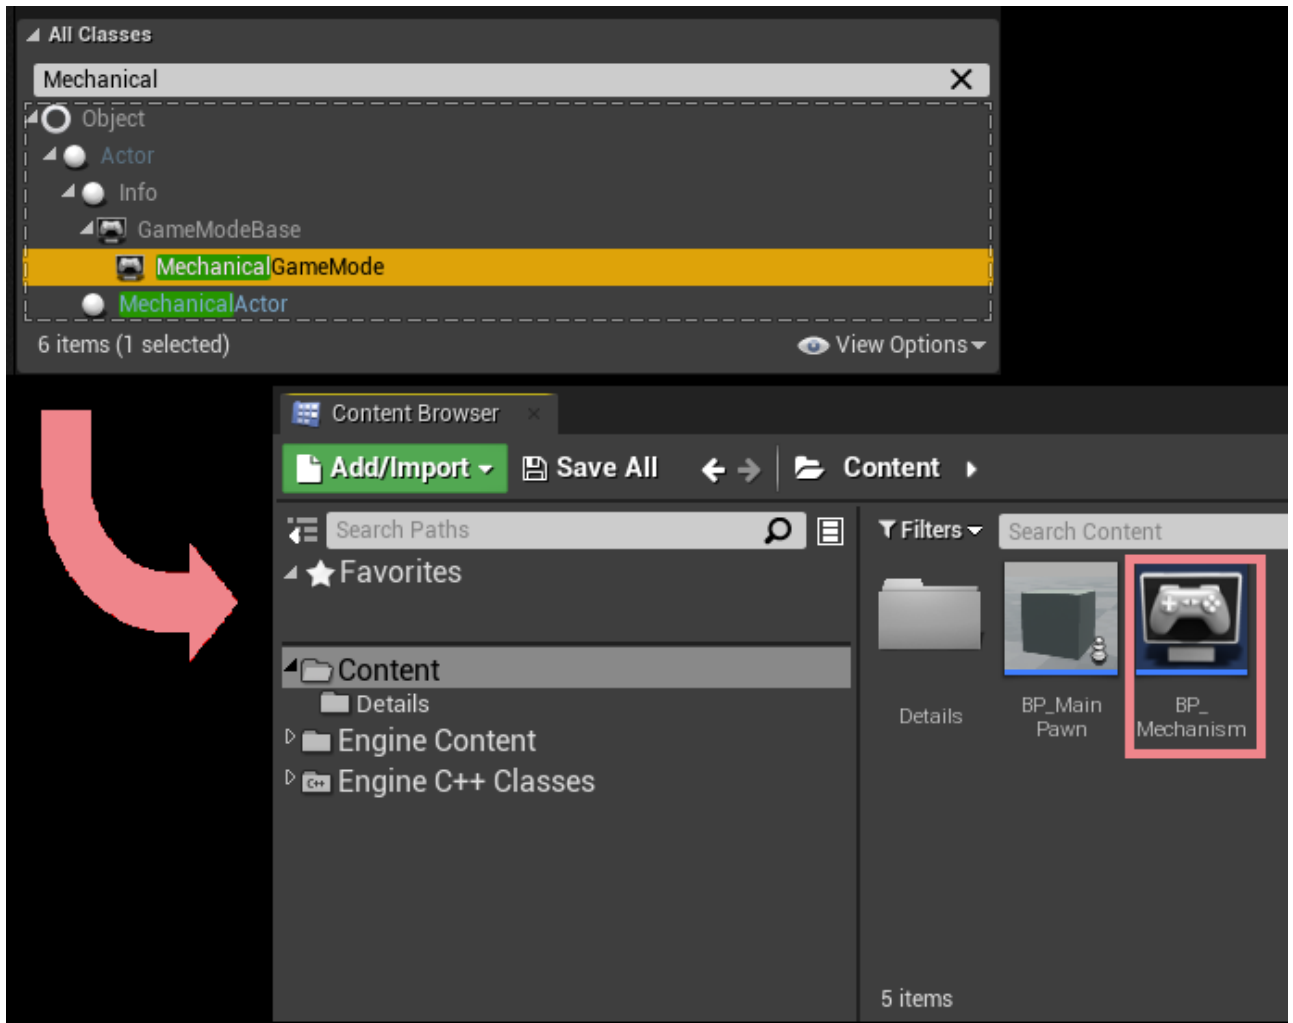 All Classes
Mechanical
Object
Actor
Info
GameModeBase
MechanicalGameMode
MechanicalActor
6 items (1 selected)
View Options
Content Browser
Add/Import
Save All
Content
Search Paths
Filters
Search Content
Favorites
Content
Details
Engine Content
C++
Engine C++ Classes
Details
BP_Main
Pawn
BP_
Mechanism
5 items